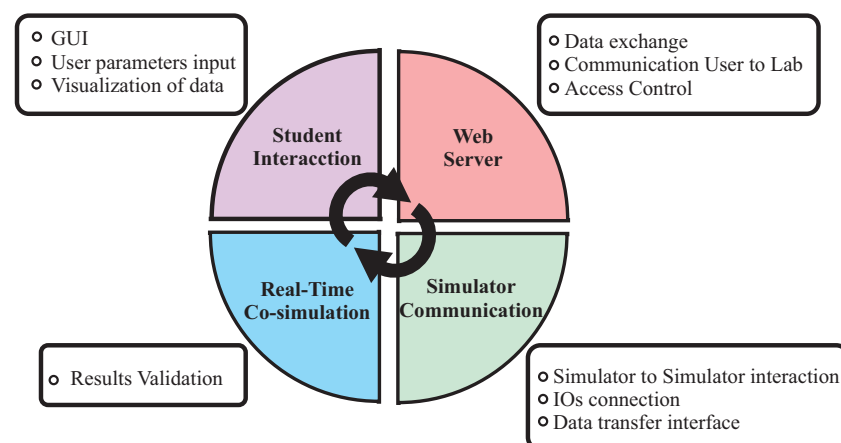 GUI
User parameters input
Visualization of data
Data exchange
Communication User to Lab
Access Control
Student
Interacction
Web
Server
Real-Time
Co-simulation
Simulator
Communication
Results Validation
Simulator to Simulator interaction
IOs connection
Data transfer interface